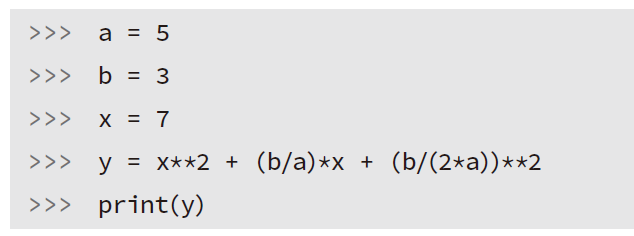 >>> a = 5
>>> b = 3
>>> x = 7
>>> y = x**2 + (b/a)*x + (b/(2*a))**2
>>> print(y)